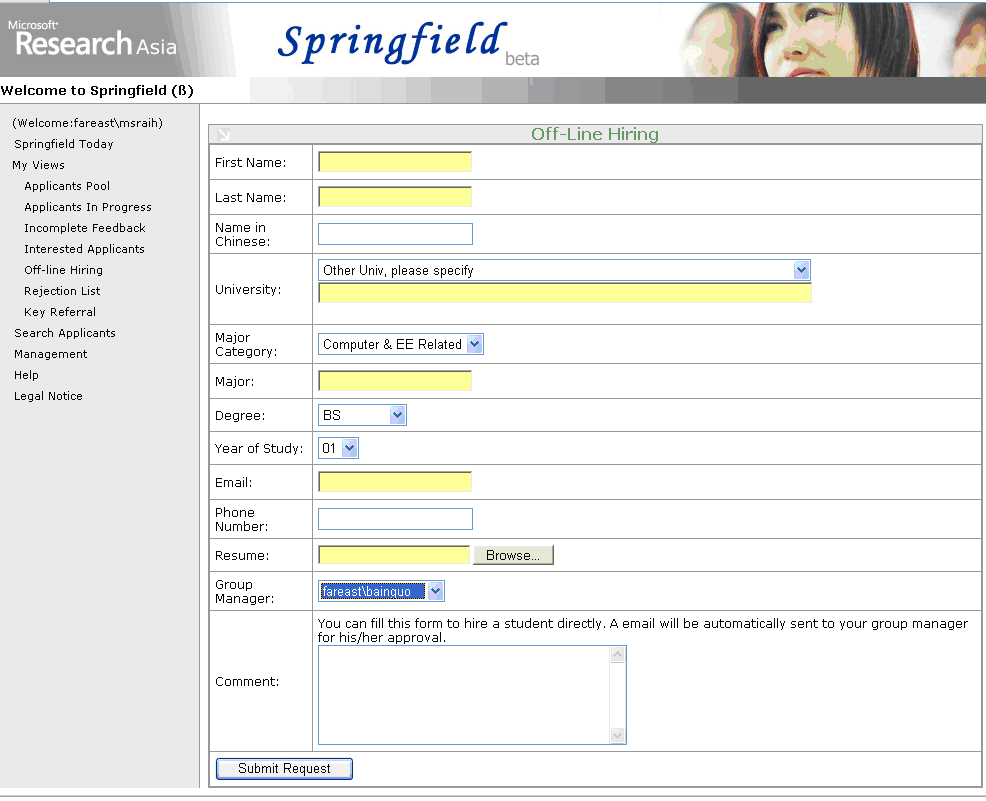 Microsoft®
Research Asia
Springfield beta
Welcome to Springfield (ß)
(Welcome:fareast\msraih)
Springfield Today
My Views
Applicants Pool
Applicants In Progress
Incomplete Feedback
Interested Applicants
Off-line Hiring
Rejection List
Key Referral
Search Applicants
Management
Help
Legal Notice
Off-Line Hiring
First Name:
Last Name:
Name in
Chinese:
University:
Other Univ, please specify
Major
Category:
Computer & EE Related
Major:
Degree:
BS
Year of Study:
01
Email:
Phone
Number:
Resume:
Browse...
Group
Manager:
fareast\bainguo
You can fill this form to hire a student directly. A email will be automatically sent to your group manager
for his/her approval.
Comment:
Submit Request